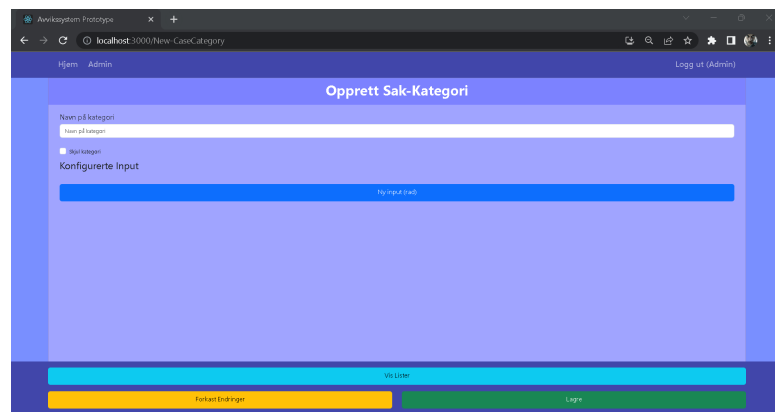 Avvikssystem Prototype
localhost:3000/New-CaseCategory
Hjem Admin Logg ut (Admin)
Opprett Sak-Kategori
Navn på kategori
Navn på kategori
Skjul kategori
Konfigurerte Input
Ny input (rad)
Vis Lister
Forkast Endringer Lagre